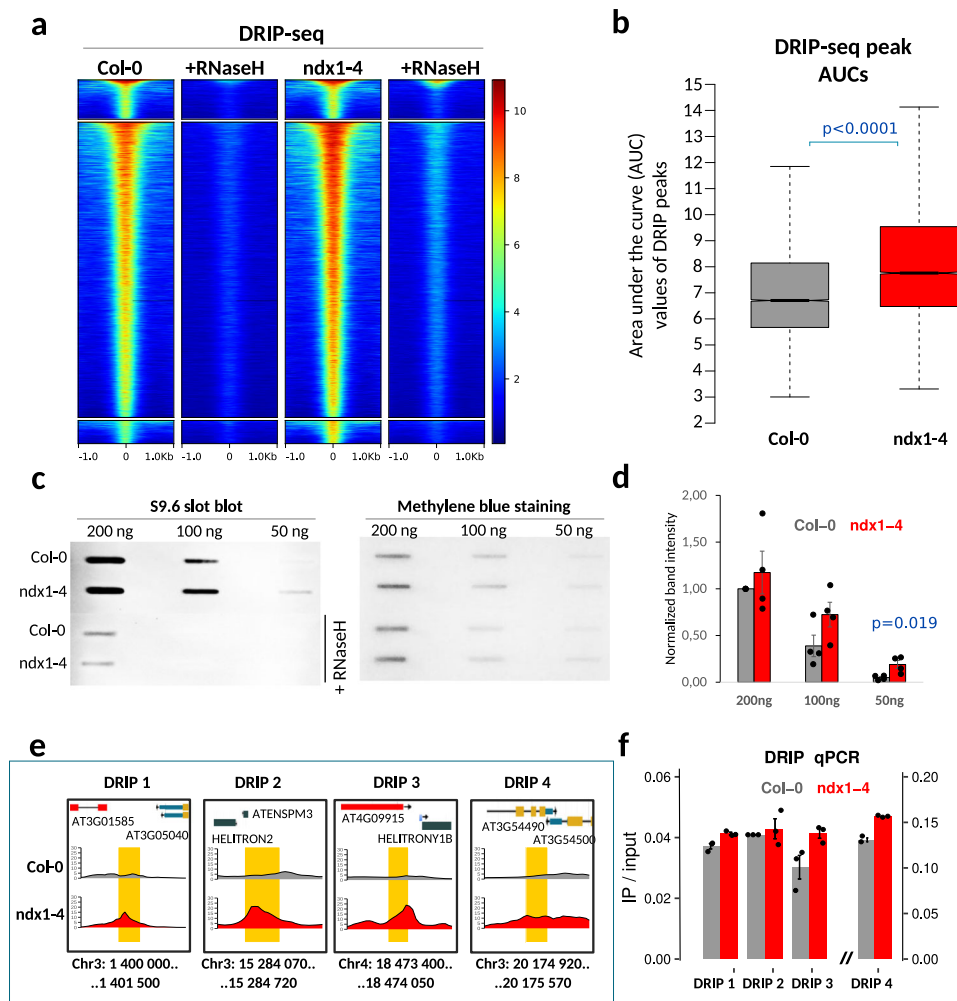 a
DRIP-seq
Col-0 +RNaseH ndx1-4 +RNaseH
10
8
6
4
2
-1.0 0 1.0Kb -1.0 0 1.0Kb -1.0 0 1.0Kb -1.0 0 1.0Kb
b
DRIP-seq peak
AUCs
Area under the curve (AUC)
values of DRIP peaks
15
14
13
12
11
10
9
8
7
6
5
4
3
2
p<0.0001
Col-0 ndx1-4
c
S9.6 slot blot
200 ng 100 ng 50 ng
Col-0
ndx1-4
Col-0
ndx1-4
+ RNaseH
Methylene blue staining
200 ng 100 ng 50 ng
d
Normalized band intensity
2,00
1,50
1,00
0,50
0,00
Col-0 ndx1-4
p=0.019
200ng 100ng 50ng
e
DRIP 1 DRIP 2 DRIP 3 DRIP 4
AT3G01585
AT3G05040
ATENSPM3
HELITRON2
AT4G09915
HELITRONY1B
AT3G54490
AT3G54500
Col-0
ndx1-4
Chr3: 1 400 000..
..1 401 500
Chr3: 15 284 070..
..15 284 720
Chr4: 18 473 400..
..18 474 050
Chr3: 20 174 920..
..20 175 570
f
DRIP qPCR
Col-0 ndx1-4
IP / input
0.06
0.04
0.02
0.00
0.20
0.15
0.10
0.05
0.00
DRIP 1 DRIP 2 DRIP 3 // DRIP 4